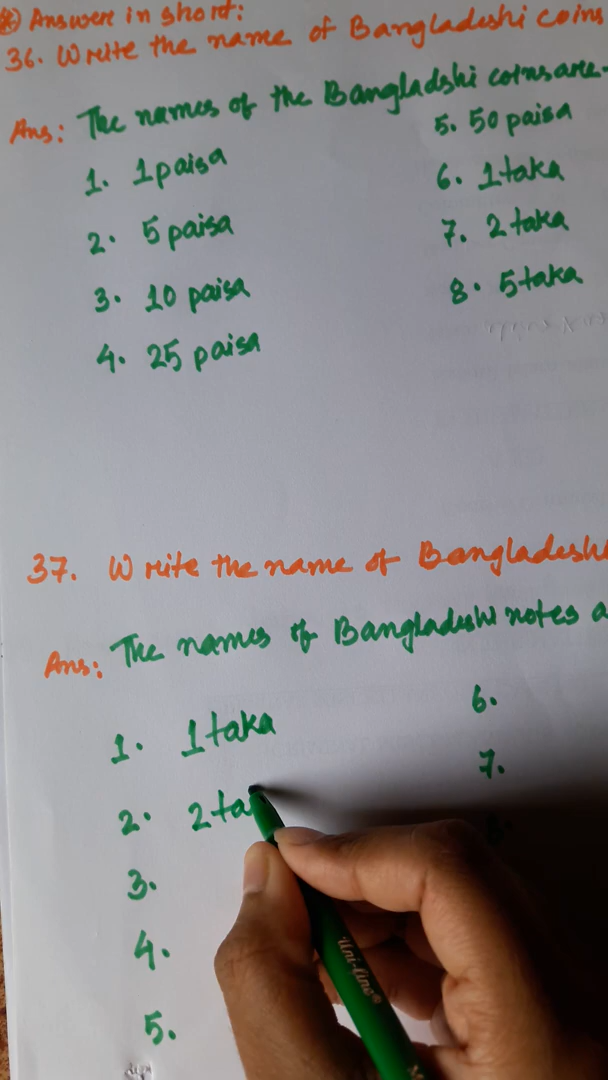 Answer in short:
36. Write the name of Bangladeshi coins
Ans: The names of the Bangladshi coins are-
1. 1 paisa
2. 5 paisa
3. 10 paisa
4. 25 paisa
5. 50 paisa
6. 1 taka
7. 2 taka
8. 5 taka
37. Write the name of Bangladeshi
Ans: The names of Bangladeshi notes a
1. 1 taka
2. 2 ta
3.
4.
5.
6.
7.
Uni-line